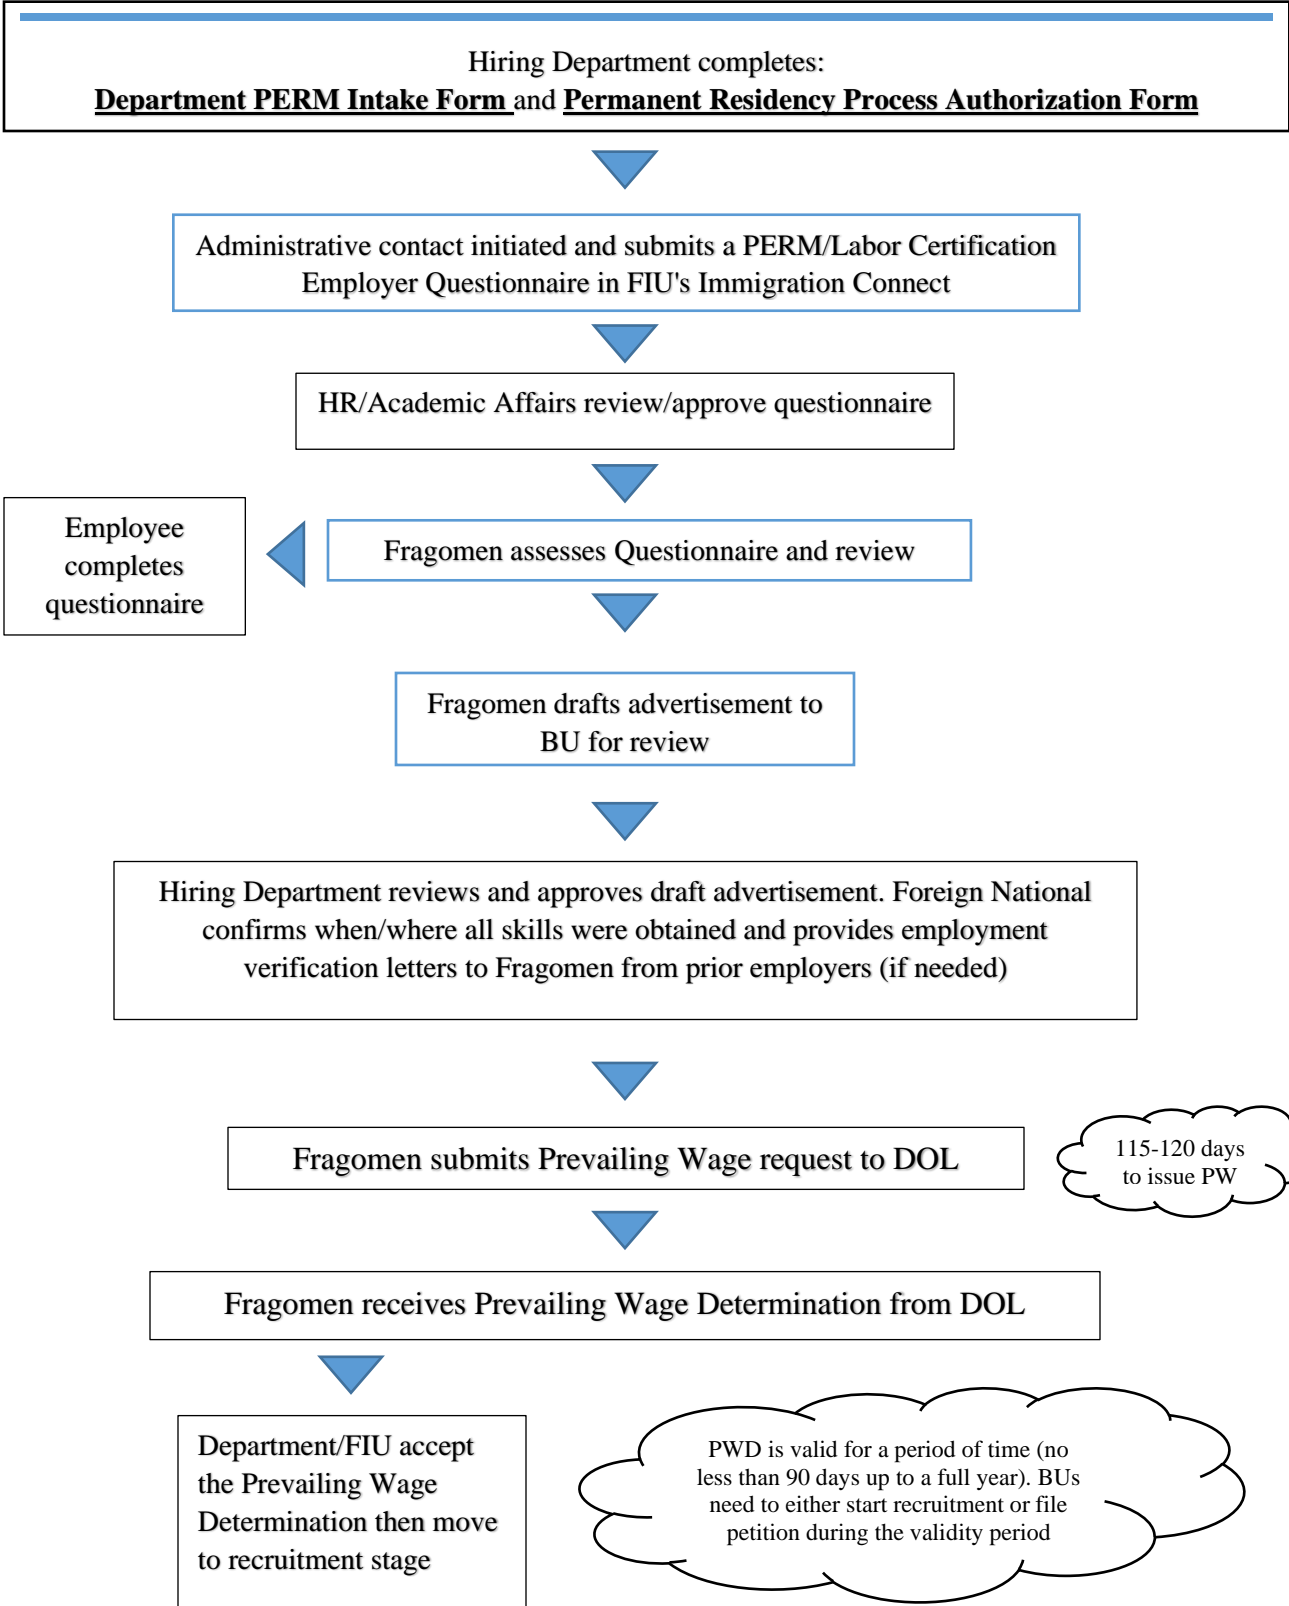 Hiring Department completes:
Department PERM Intake Form and Permanent Residency Process Authorization Form
Administrative contact initiated and submits a PERM/Labor Certification
Employer Questionnaire in FIU's Immigration Connect
HR/Academic Affairs review/approve questionnaire
Employee
completes
questionnaire
Fragomen assesses Questionnaire and review
Fragomen drafts advertisement to
BU for review
Hiring Department reviews and approves draft advertisement. Foreign National
confirms when/where all skills were obtained and provides employment
verification letters to Fragomen from prior employers (if needed)
Fragomen submits Prevailing Wage request to DOL
115-120 days
to issue PW
Fragomen receives Prevailing Wage Determination from DOL
Department/FIU accept
the Prevailing Wage
Determination then move
to recruitment stage
PWD is valid for a period of time (no
less than 90 days up to a full year). BUs
need to either start recruitment or file
petition during the validity period